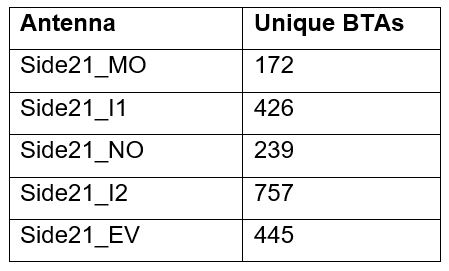 Antenna Unique BTAs
Side21_MO 172
Side21_I1 426
Side21_NO 239
Side21_I2 757
Side21_EV 445